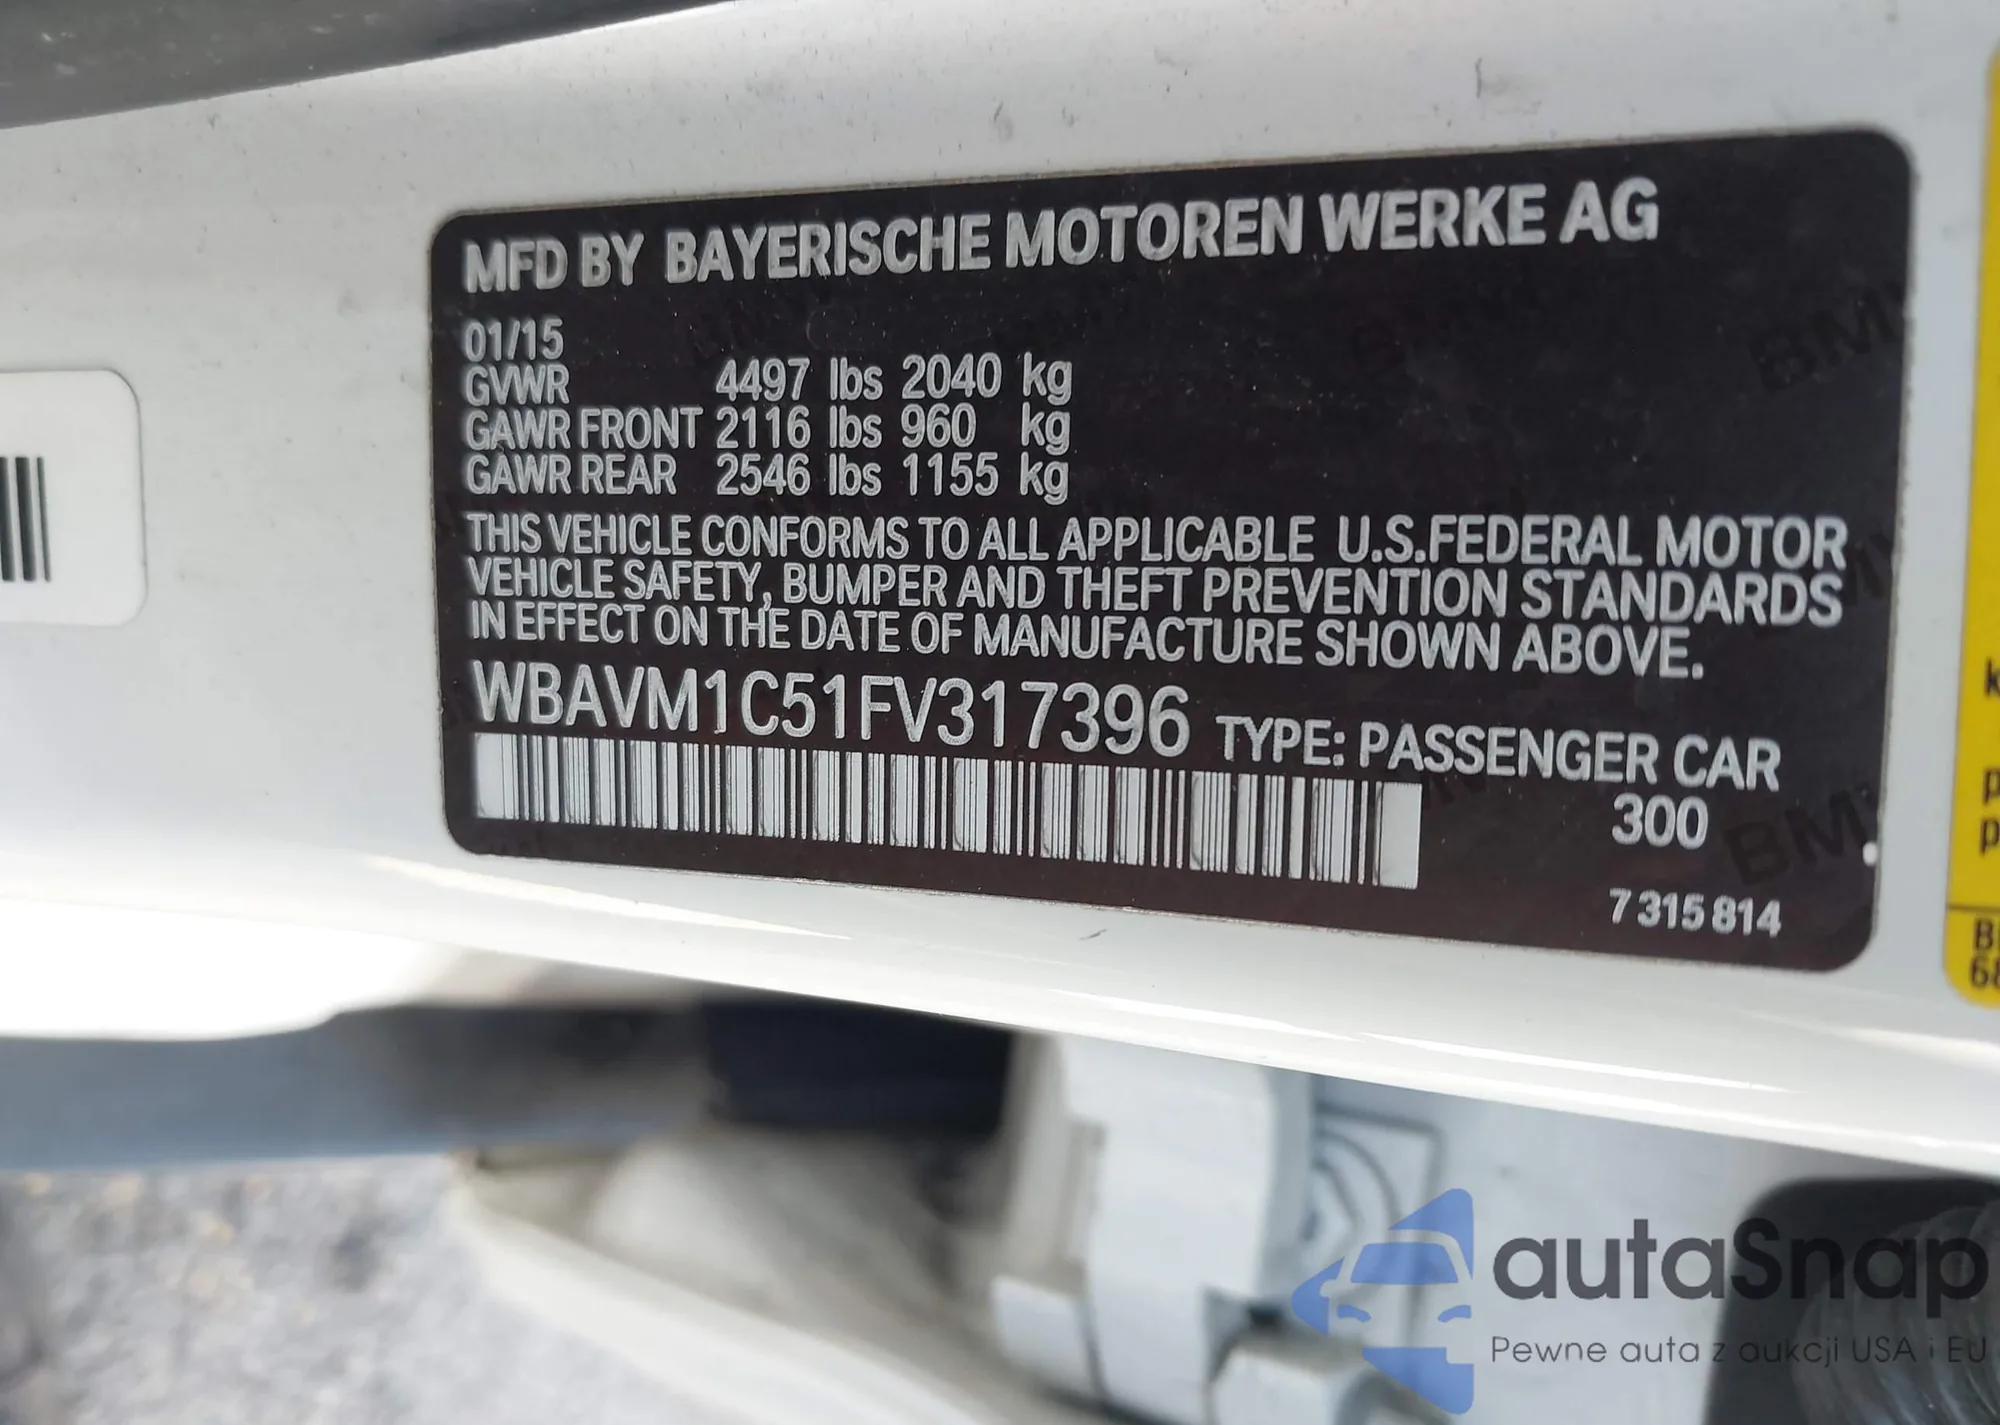 MFD BY BAYERISCHE MOTOREN WERKE AG
01/15
GVWR 4497 lbs 2040 kg
GAWR FRONT 2116 lbs 960 kg
GAWR REAR 2546 lbs 1155 kg
THIS VEHICLE CONFORMS TO ALL APPLICABLE U.S.FEDERAL MOTOR
VEHICLE SAFETY, BUMPER AND THEFT PREVENTION STANDARDS
IN EFFECT ON THE DATE OF MANUFACTURE SHOWN ABOVE.
WBAVM1C51FV317396 TYPE: PASSENGER CAR
300
7 315 814
autaSnap
Pewne auta z aukcji USA i EU